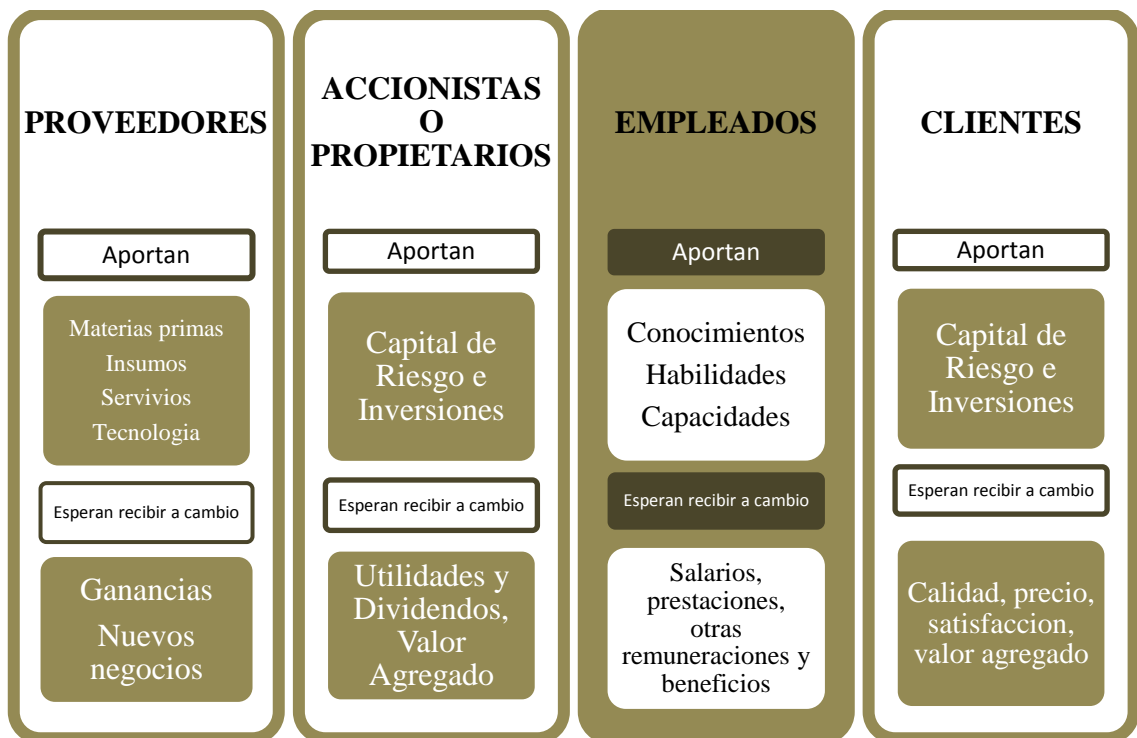 PROVEEDORES
Aportan
Materias primas
Insumos
Servivios
Tecnologia
Esperan recibir a cambio
Ganancias
Nuevos
negocios
ACCIONISTAS
O
PROPIETARIOS
Aportan
Capital de
Riesgo e
Inversiones
Esperan recibir a cambio
Utilidades y
Dividendos,
Valor
Agregado
EMPLEADOS
Aportan
Conocimientos
Habilidades
Capacidades
Esperan recibir a cambio
Salarios,
prestaciones,
otras
remuneraciones y
beneficios
CLIENTES
Aportan
Capital de
Riesgo e
Inversiones
Esperan recibir a cambio
Calidad, precio,
satisfaccion,
valor agregado